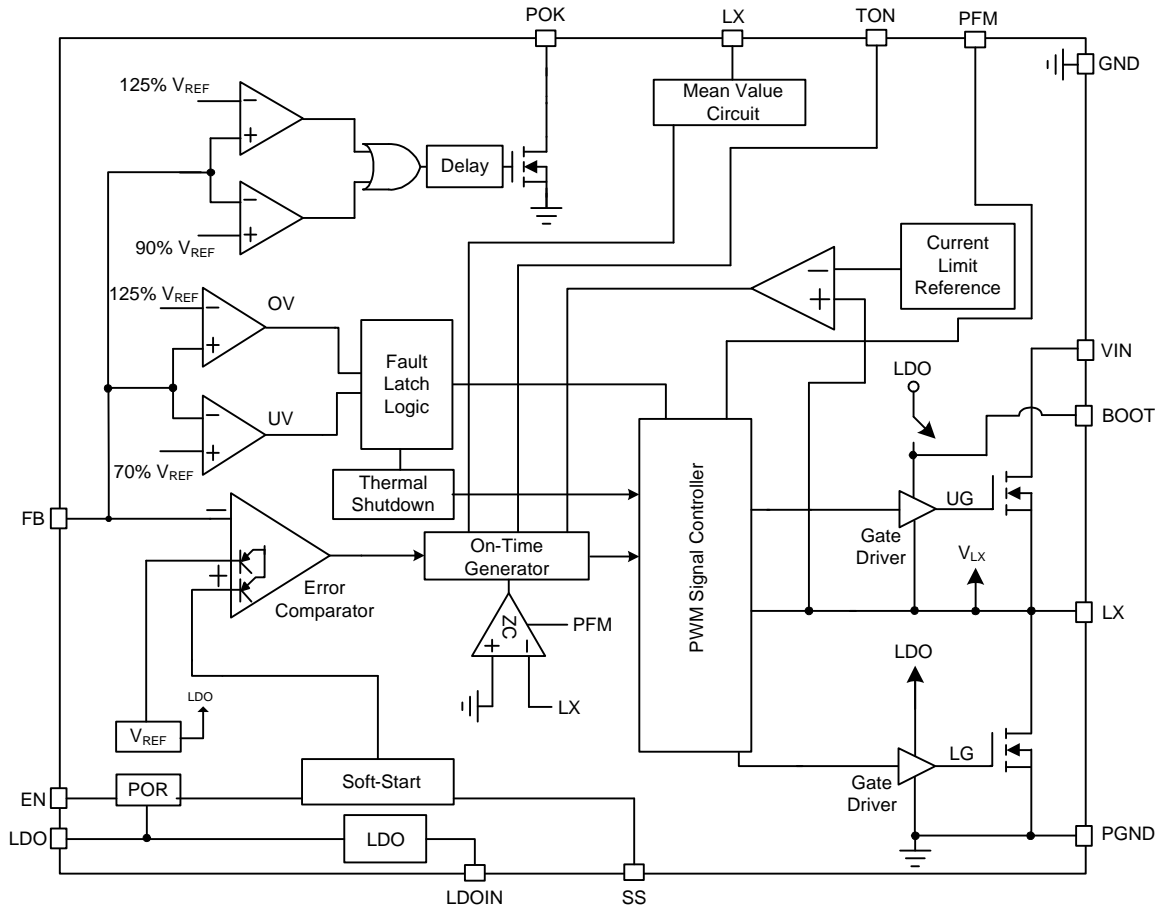 POK
LX
TON
PFM
GND
125% VREF
−
+
Mean Value
Circuit
Delay
−
+
90% VREF
Current
Limit
Reference
−
+
125% VREF
OV
−
+
Fault
Latch
Logic
VIN
LDO
BOOT
−
UV
+
70% VREF
Thermal
Shutdown
UG
FB
−
+
Error
Comparator
On-Time
Generator
PWM Signal Controller
Gate
Driver
VLX
LX
ZC
+
−
PFM
LX
LDO
LDO
VREF
LG
Gate
Driver
Soft-Start
POR
EN
LDO
LDO
PGND
LDOIN
SS